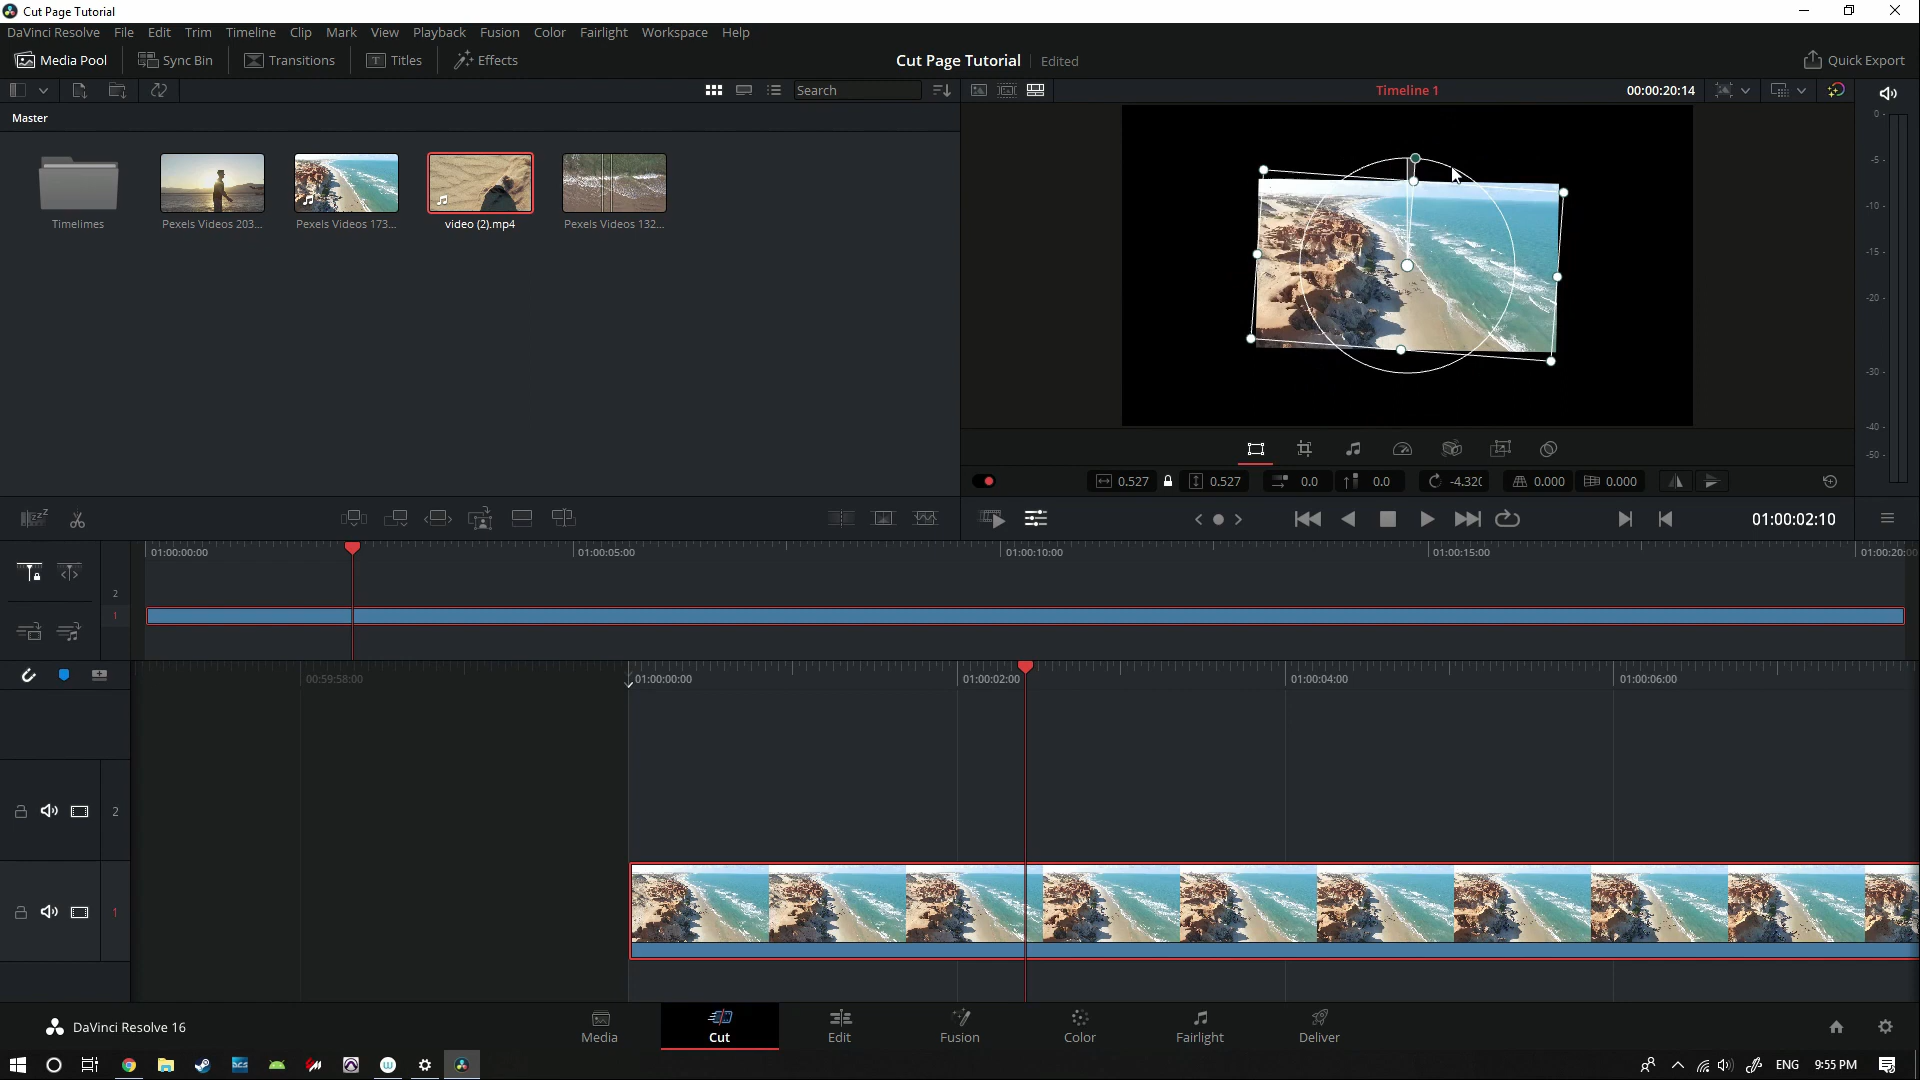 Cut Page Tutorial
DaVinci Resolve File Edit Trim Timeline Clip Mark View Playback Fusion Color Fairlight Workspace Help
Media Pool Sync Bin Transitions Titles Effects Cut Page Tutorial Edited Quick Export
Search Timeline 1 00:00:20:14
Master
Timelimes Pexels Videos 203... Pexels Videos 173... video (2).mp4 Pexels Videos 132...
0 -
-5 -
-10 -
-15 -
-20 -
-30 -
-40 -
-50 -
0.527 0.527 0.0 0.0 -4.320 0.000 0.000
01:00:02:10
01:00:00:00 01:00:05:00 01:00:10:00 01:00:15:00 01:00:20:00
2
1
00:59:58:00 01:00:00:00 01:00:02:00 01:00:04:00 01:00:06:00
2
1
DaVinci Resolve 16 Media Cut Edit Fusion Color Fairlight Deliver
ENG 9:55 PM